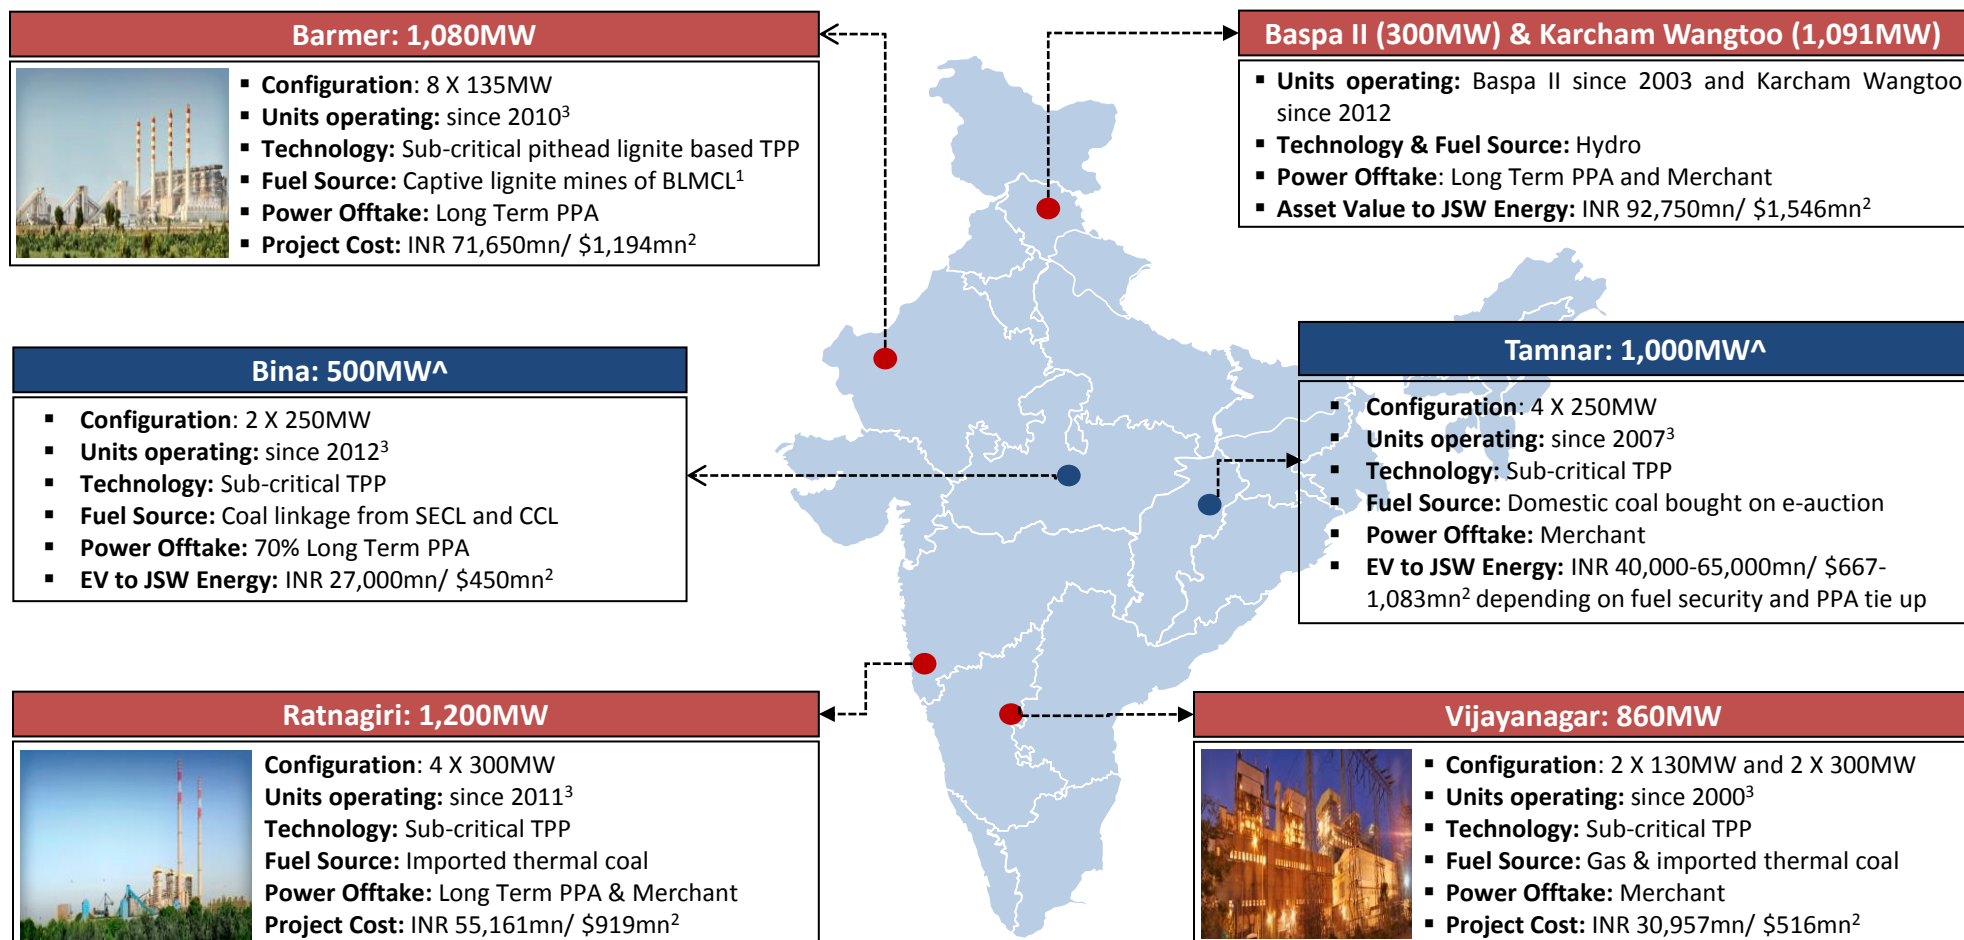 Barmer: 1,080MW
▪ Configuration: 8 X 135MW
▪ Units operating: since 2010³
▪ Technology: Sub-critical pithead lignite based TPP
▪ Fuel Source: Captive lignite mines of BLMCL¹
▪ Power Offtake: Long Term PPA
▪ Project Cost: INR 71,650mn/ $1,194mn²
Baspa II (300MW) & Karcham Wangtoo (1,091MW)
▪ Units operating: Baspa II since 2003 and Karcham Wangtoo
since 2012
▪ Technology & Fuel Source: Hydro
▪ Power Offtake: Long Term PPA and Merchant
▪ Asset Value to JSW Energy: INR 92,750mn/ $1,546mn²
Bina: 500MW^
▪ Configuration: 2 X 250MW
▪ Units operating: since 2012³
▪ Technology: Sub-critical TPP
▪ Fuel Source: Coal linkage from SECL and CCL
▪ Power Offtake: 70% Long Term PPA
▪ EV to JSW Energy: INR 27,000mn/ $450mn²
Tamnar: 1,000MW^
▪ Configuration: 4 X 250MW
▪ Units operating: since 2007³
▪ Technology: Sub-critical TPP
▪ Fuel Source: Domestic coal bought on e-auction
▪ Power Offtake: Merchant
▪ EV to JSW Energy: INR 40,000-65,000mn/ $667-
1,083mn² depending on fuel security and PPA tie up
Ratnagiri: 1,200MW
Configuration: 4 X 300MW
Units operating: since 2011³
Technology: Sub-critical TPP
Fuel Source: Imported thermal coal
Power Offtake: Long Term PPA & Merchant
Project Cost: INR 55,161mn/ $919mn²
Vijayanagar: 860MW
▪ Configuration: 2 X 130MW and 2 X 300MW
▪ Units operating: since 2000³
▪ Technology: Sub-critical TPP
▪ Fuel Source: Gas & imported thermal coal
▪ Power Offtake: Merchant
▪ Project Cost: INR 30,957mn/ $516mn²